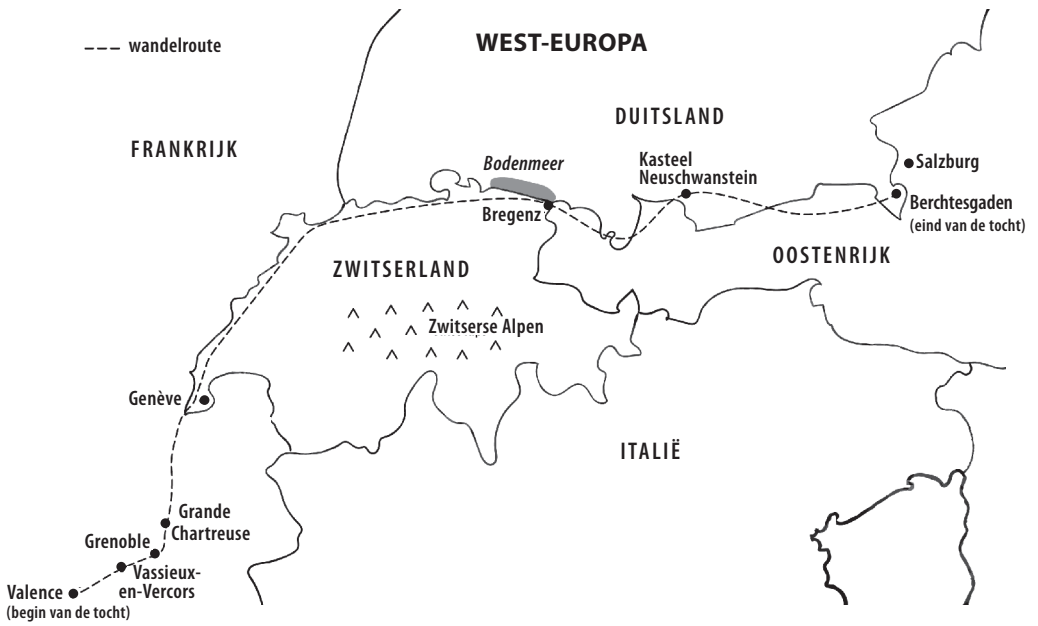 WEST-EUROPA
wandelroute
DUITSLAND
FRANKRIJK
Bodenmeer
Kasteel
Neuschwanstein
Salzburg
Bregenz
Berchtesgaden
(eind van de tocht)
OOSTENRIJK
ZWITSERLAND
Zwitserse Alpen
Genève
ITALIË
Grande
Chartreuse
Grenoble
Vassieux-
en-Vercors
Valence
(begin van de tocht)